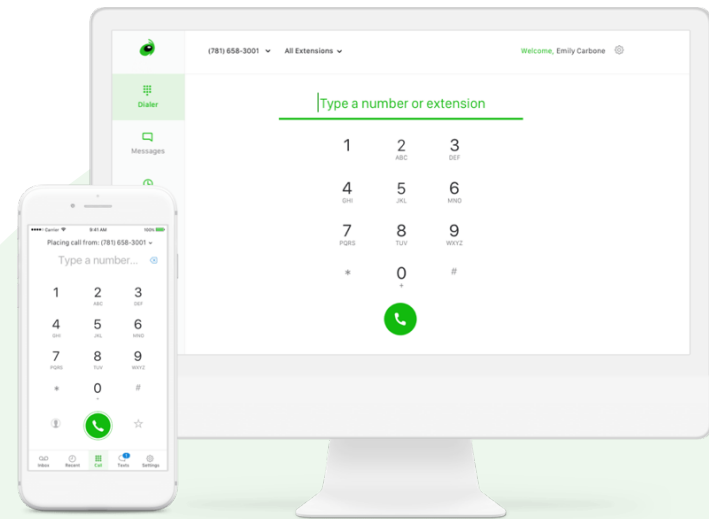 (781) 658-3001 All Extensions Welcome, Emily Carbone
Dialer
Messages
Type a number or extension
1 2 3
ABC DEF
4 5 6
GHI JKL MNO
7 8 9
PQRS TUV WXYZ
* 0 #
+
Carrier 9:41 AM 100%
Placing call from: (781) 658-3001
Type a number...
1 2 3
ABC DEF
4 5 6
GHI JKL MNO
7 8 9
PQRS TUV WXYZ
* 0 #
+
Inbox Recent Call Texts Settings